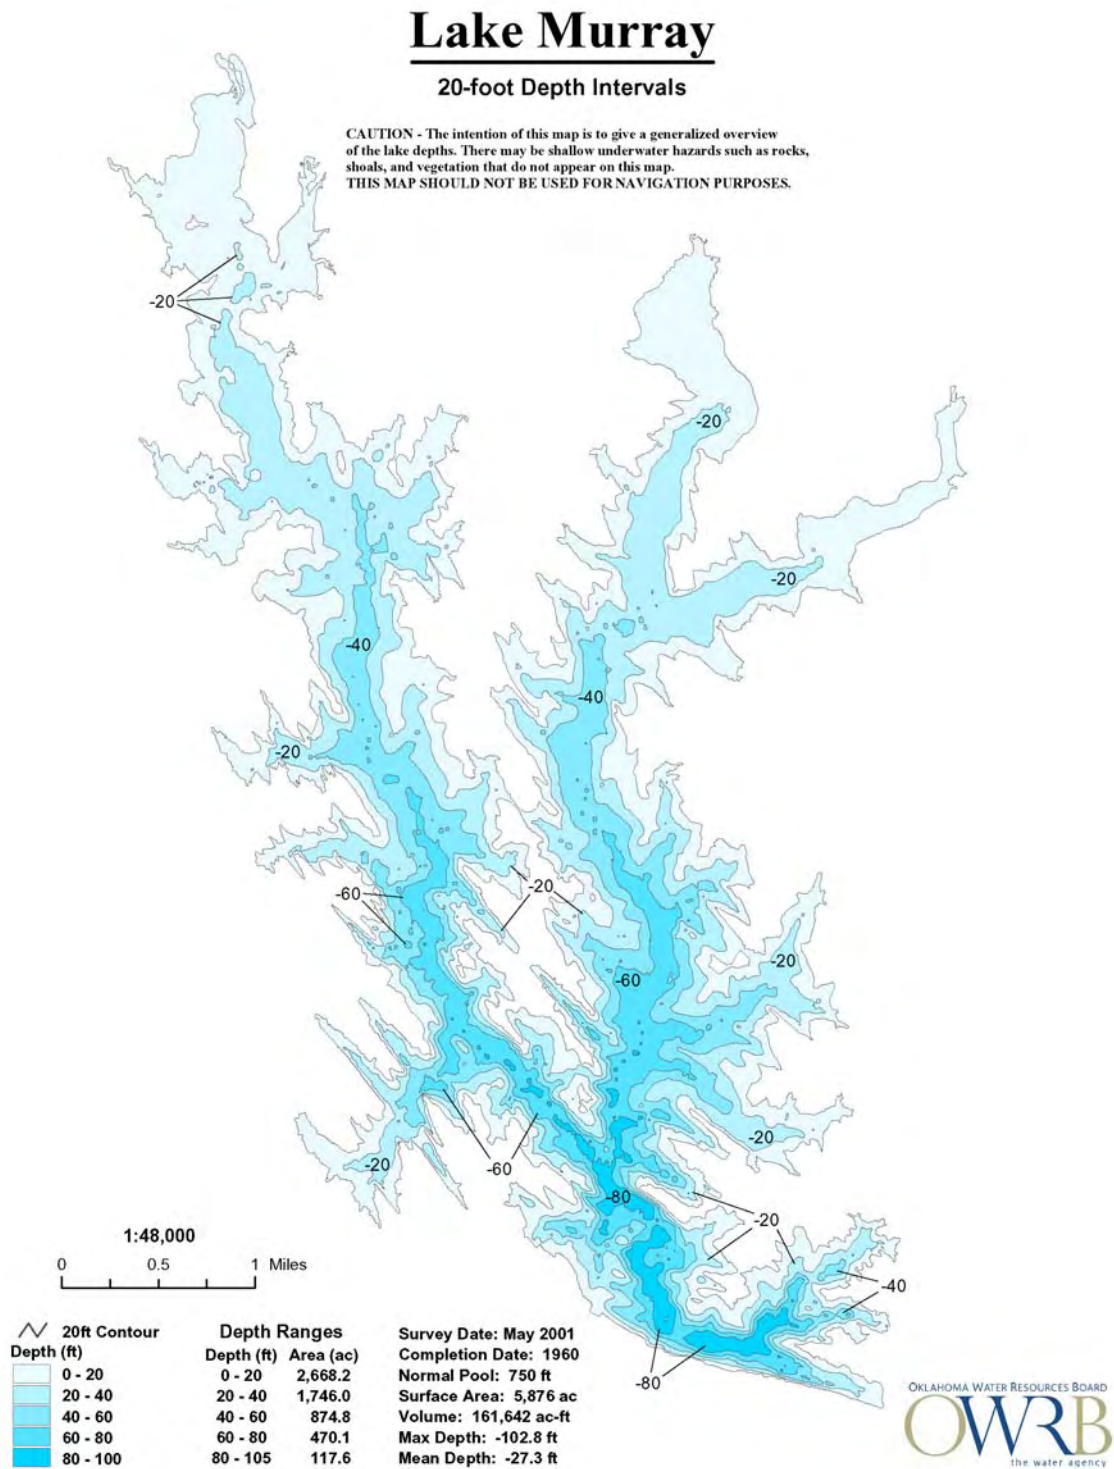 Lake Murray
20-foot Depth Intervals
CAUTION - The intention of this map is to give a generalized overview
of the lake depths. There may be shallow underwater hazards such as rocks,
shoals, and vegetation that do not appear on this map.
THIS MAP SHOULD NOT BE USED FOR NAVIGATION PURPOSES.
-20
-20
-20
-40
-40
-20
-60
-20
-20
-60
-20
-60
-20
-80
-20
-40
-80
1:48,000
0 0.5 1 Miles
20ft Contour
Depth (ft)
0 - 20
20 - 40
40 - 60
60 - 80
80 - 100
Depth Ranges
Depth (ft) Area (ac)
0 - 20 2,668.2
20 - 40 1,746.0
40 - 60 874.8
60 - 80 470.1
80 - 105 117.6
Survey Date: May 2001
Completion Date: 1960
Normal Pool: 750 ft
Surface Area: 5,876 ac
Volume: 161,642 ac-ft
Max Depth: -102.8 ft
Mean Depth: -27.3 ft
OKLAHOMA WATER RESOURCES BOARD
OWRB
the water agency